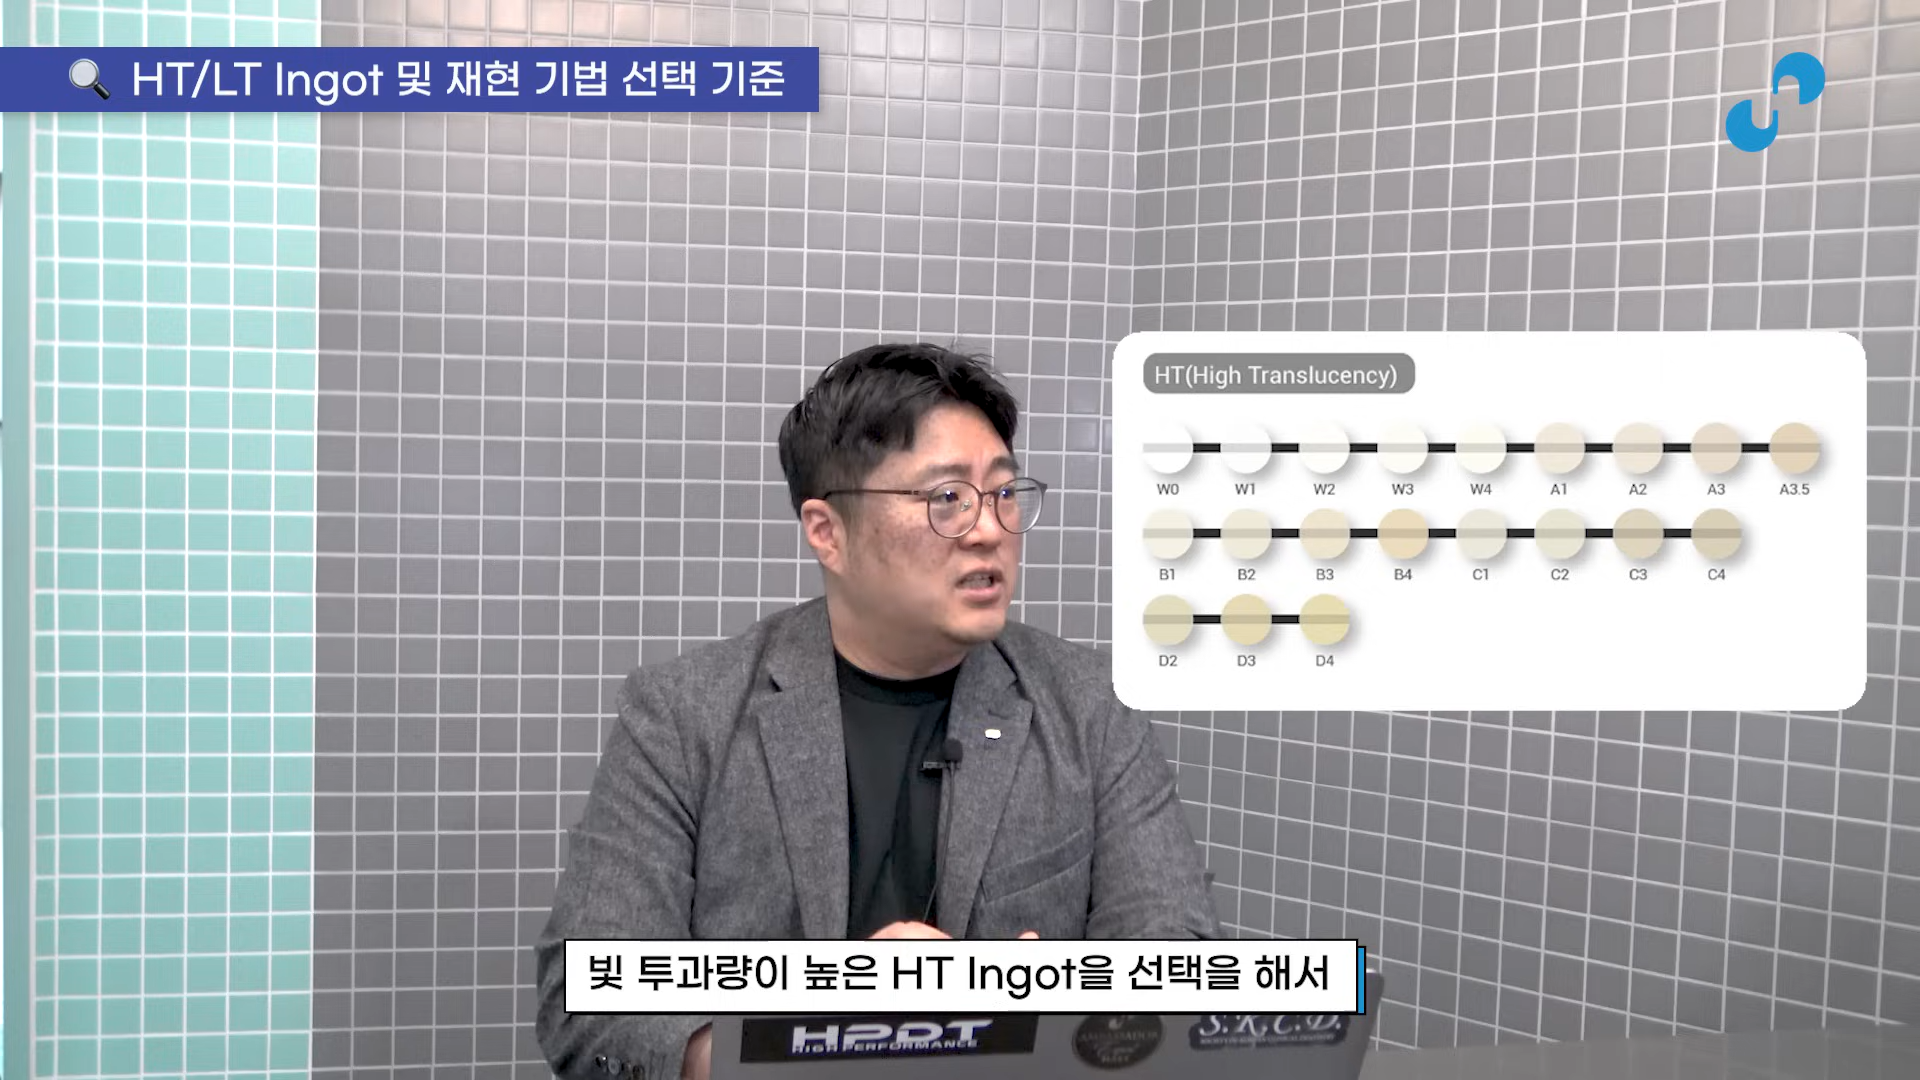 HT/LT Ingot 및 재현 기법 선택 기준
HT(High Translucency)
W0 W1 W2 W3 W4 A1 A2 A3 A3.5
B1 B2 B3 B4 C1 C2 C3 C4
D2 D3 D4
빛 투과량이 높은 HT Ingot을 선택을 해서
HPDT
HIGH PERFORMANCE
AMBASSADOR
S.K.C.D.